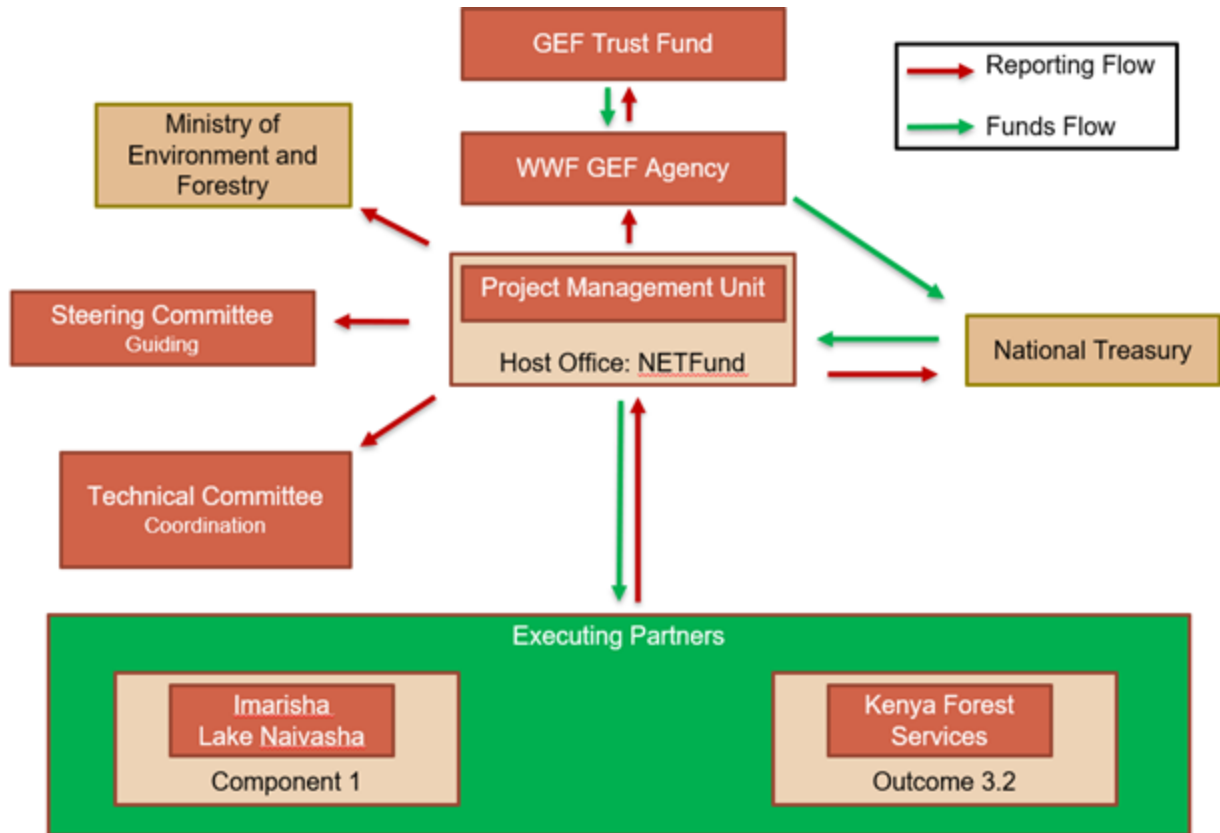 GEF Trust Fund
Reporting Flow
Funds Flow
Ministry of
Environment and
Forestry
WWF GEF Agency
Project Management Unit
Host Office: NETFund
Steering Committee
Guiding
National Treasury
Technical Committee
Coordination
Executing Partners
Imarisha
Lake Naivasha
Component 1
Kenya Forest
Services
Outcome 3.2